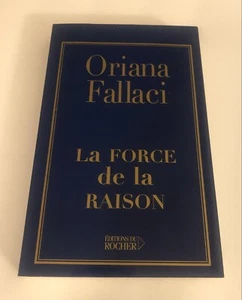 Oriana
Fallaci
LA FORCE
de la
RAISON
ÉDITIONS DU
ROCHER